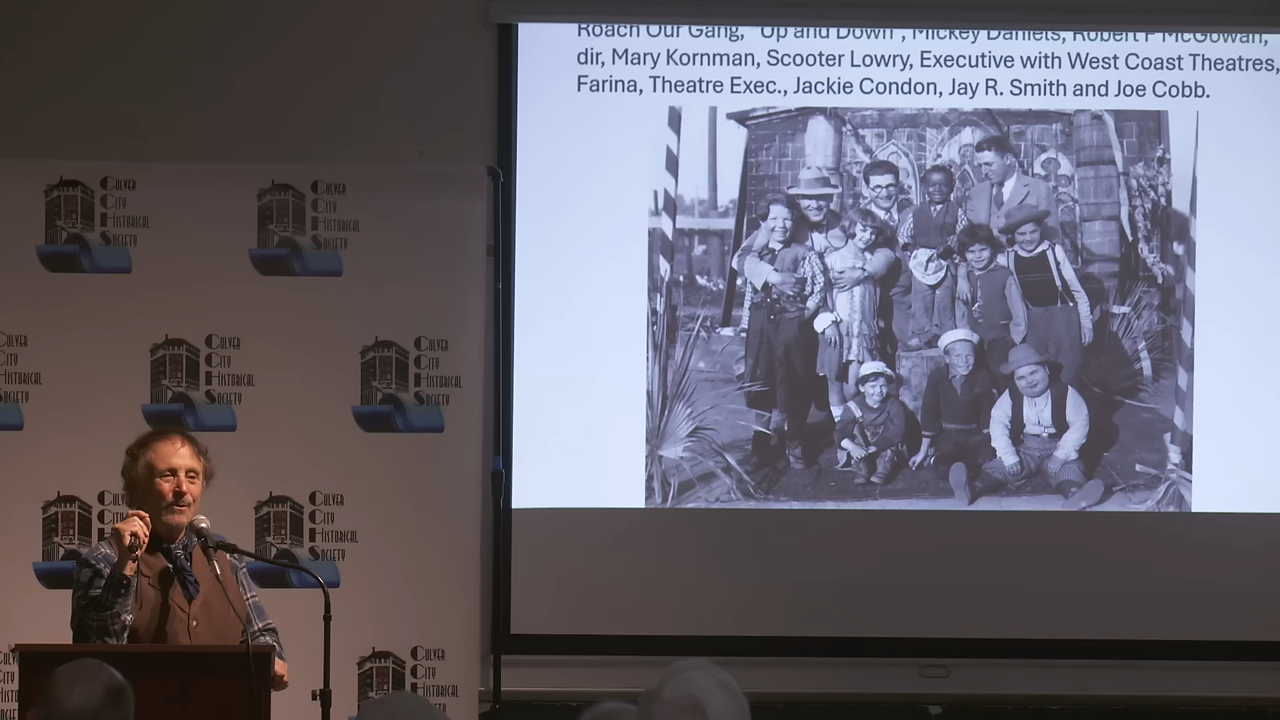 Roach Our Gang, "Up and Down", Mickey Daniels, Robert F McGowan,
dir, Mary Kornman, Scooter Lowry, Executive with West Coast Theatres,
Farina, Theatre Exec., Jackie Condon, Jay R. Smith and Joe Cobb.
Culver
City
Historical
Society
Culver
City
Historical
Society
City
Historical
Society
Culver
City
Historical
Society
Culver
City
Historical
Society
Culver
City
Culver
City
Historical
Society
Culver
City
Historical